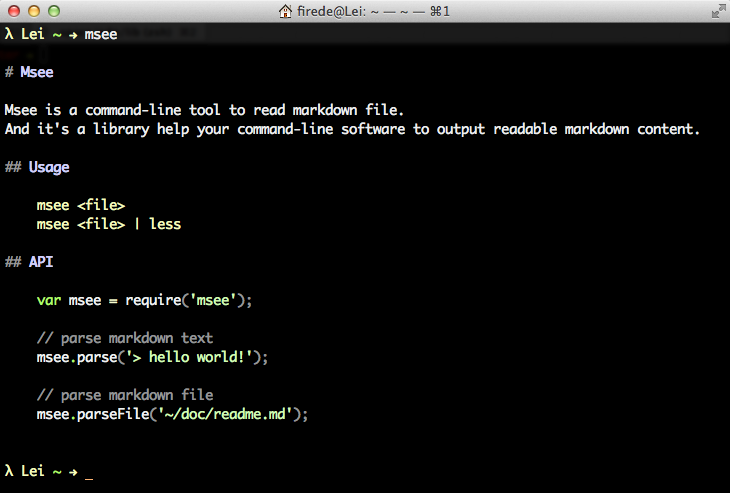 firede@Lei: ~ — ~ — ⌘1
λ Lei ~ → msee
# Msee
Msee is a command-line tool to read markdown file.
And it's a library help your command-line software to output readable markdown content.
## Usage
msee <file>
msee <file> | less
## API
var msee = require('msee');
// parse markdown text
msee.parse('> hello world!');
// parse markdown file
msee.parseFile('~/doc/readme.md');
λ Lei ~ → _